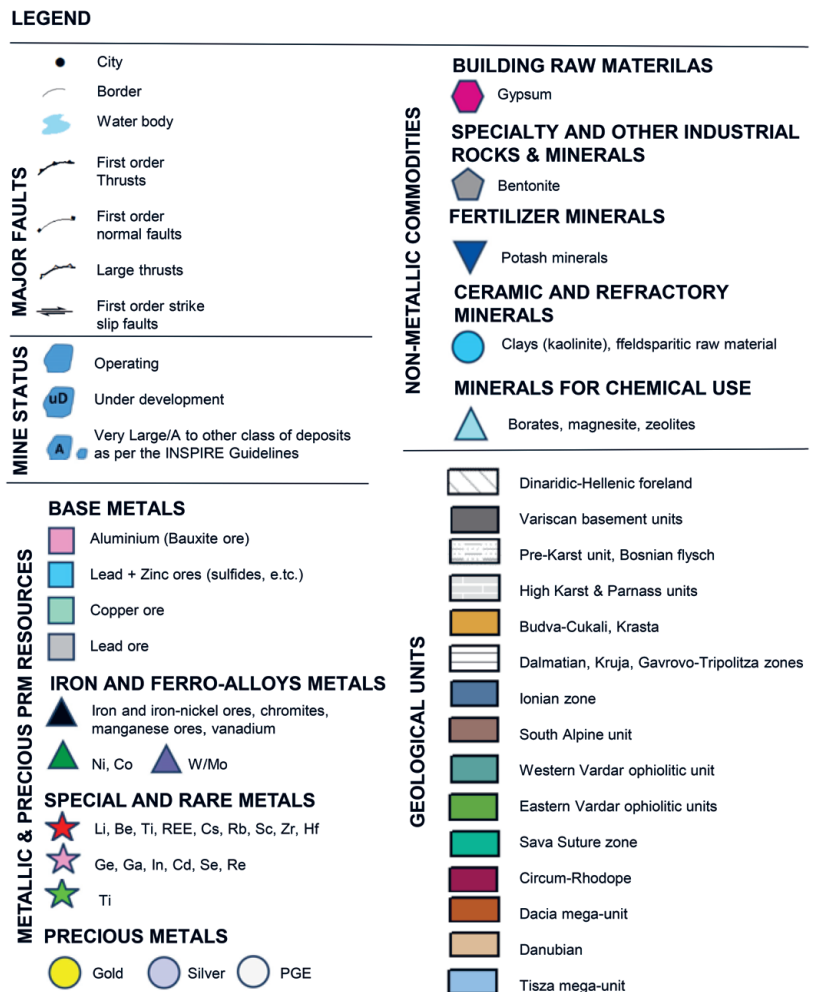 LEGEND
MAJOR FAULTS
City
Border
Water body
First order
Thrusts
First order
normal faults
Large thrusts
First order strike
slip faults
MINE STATUS
Operating
uD
Under development
A
Very Large/A to other class of deposits
as per the INSPIRE Guidelines
METALLIC & PRECIOUS PRM RESOURCES
BASE METALS
Aluminium (Bauxite ore)
Lead + Zinc ores (sulfides, e.tc.)
Copper ore
Lead ore
IRON AND FERRO-ALLOYS METALS
Iron and iron-nickel ores, chromites,
manganese ores, vanadium
Ni, Co
W/Mo
SPECIAL AND RARE METALS
Li, Be, Ti, REE, Cs, Rb, Sc, Zr, Hf
Ge, Ga, In, Cd, Se, Re
Ti
PRECIOUS METALS
Gold
Silver
PGE
NON-METALLIC COMMODITIES
BUILDING RAW MATERILAS
Gypsum
SPECIALTY AND OTHER INDUSTRIAL
ROCKS & MINERALS
Bentonite
FERTILIZER MINERALS
Potash minerals
CERAMIC AND REFRACTORY
MINERALS
Clays (kaolinite), ffeldsparitic raw material
MINERALS FOR CHEMICAL USE
Borates, magnesite, zeolites
GEOLOGICAL UNITS
Dinaridic-Hellenic foreland
Variscan basement units
Pre-Karst unit, Bosnian flysch
High Karst & Parnass units
Budva-Cukali, Krasta
Dalmatian, Kruja, Gavrovo-Tripolitza zones
Ionian zone
South Alpine unit
Western Vardar ophiolitic unit
Eastern Vardar ophiolitic units
Sava Suture zone
Circum-Rhodope
Dacia mega-unit
Danubian
Tisza mega-unit